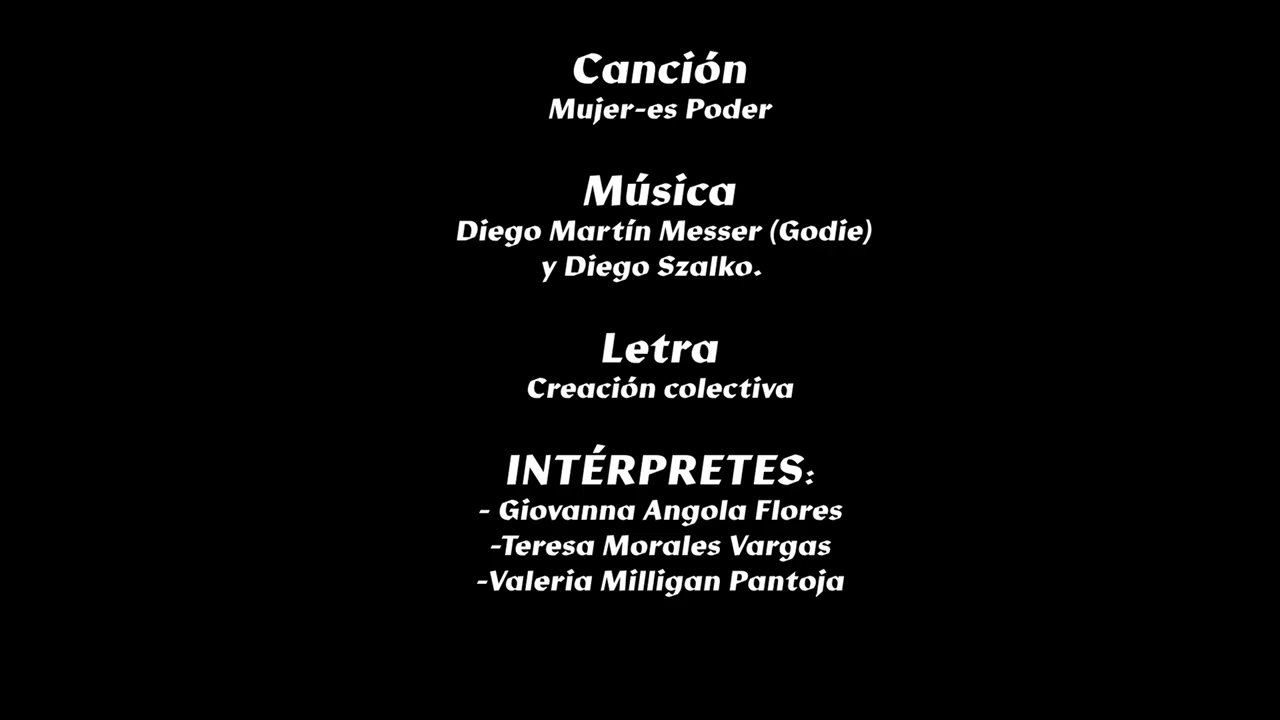 Canción
Mujer-es Poder
Música
Diego Martín Messer (Godie)
y Diego Szalko.
Letra
Creación colectiva
INTÉRPRETES:
- Giovanna Angola Flores
-Teresa Morales Vargas
-Valeria Milligan Pantoja